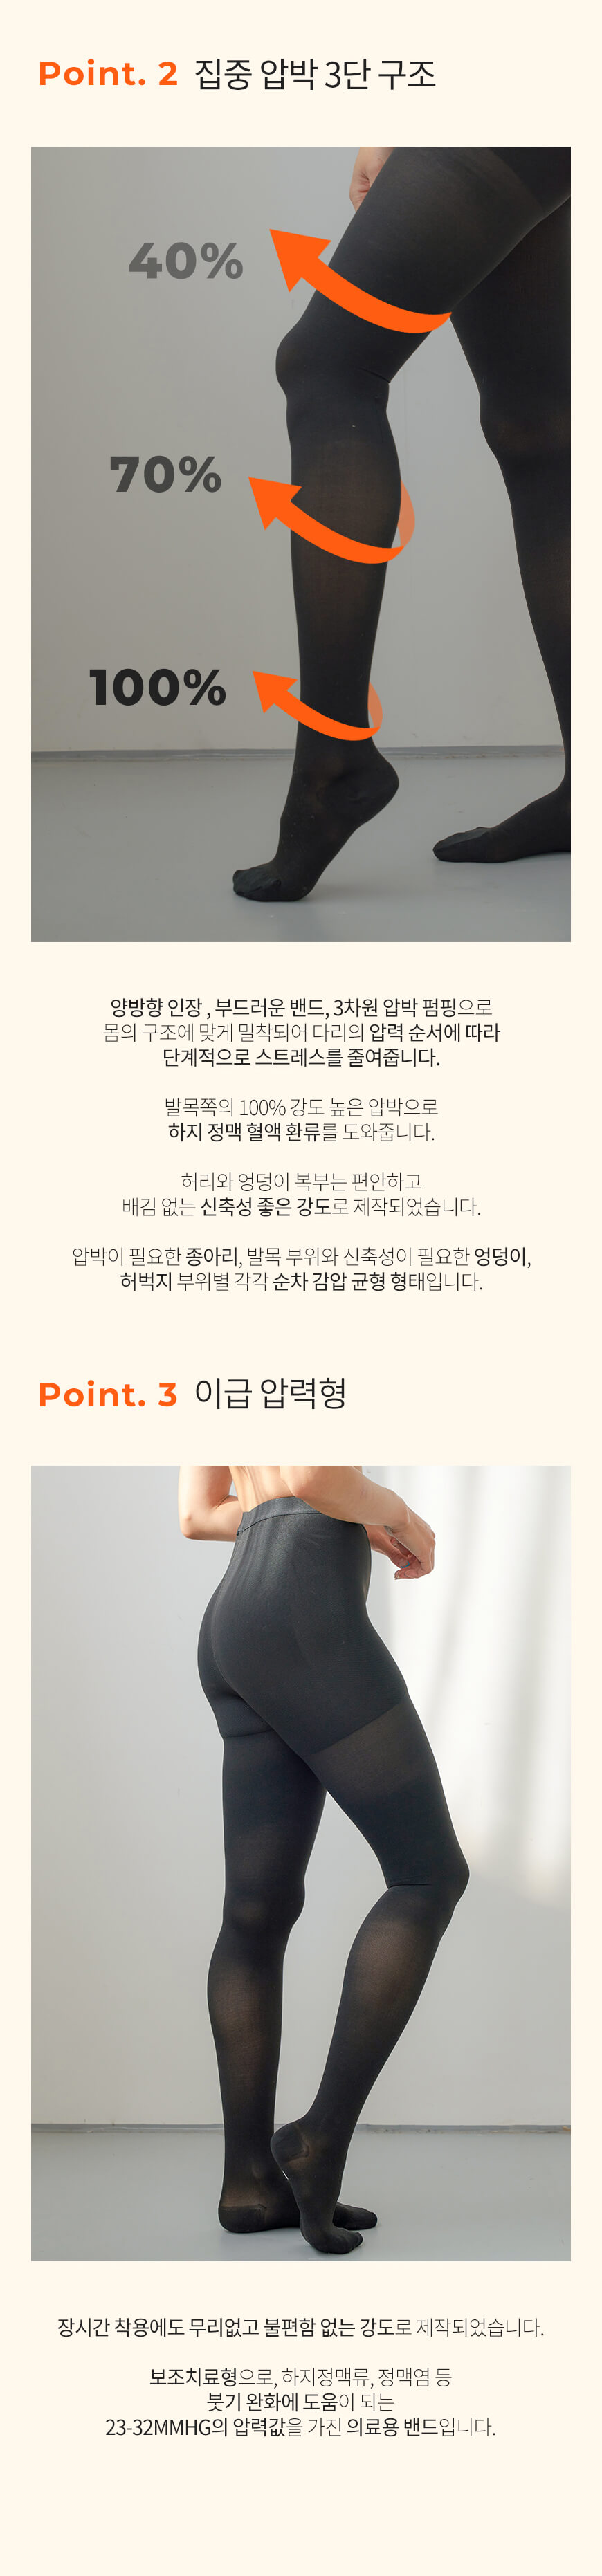 Point. 2 집중 압박 3단 구조
40%
70%
100%
양방향 인장 , 부드러운 밴드, 3차원 압박 펌핑으로
몸의 구조에 맞게 밀착되어 다리의 압력 순서에 따라
단계적으로 스트레스를 줄여줍니다.
발목쪽의 100% 강도 높은 압박으로
하지 정맥 혈액 환류를 도와줍니다.
허리와 엉덩이 복부는 편안하고
배김 없는 신축성 좋은 강도로 제작되었습니다.
압박이 필요한 종아리, 발목 부위와 신축성이 필요한 엉덩이,
허벅지 부위별 각각 순차 감압 균형 형태입니다.
Point. 3 이급 압력형
장시간 착용에도 무리없고 불편함 없는 강도로 제작되었습니다.
보조치료형으로, 하지정맥류, 정맥염 등
붓기 완화에 도움이 되는
23-32MMHG의 압력값을 가진 의료용 밴드입니다.